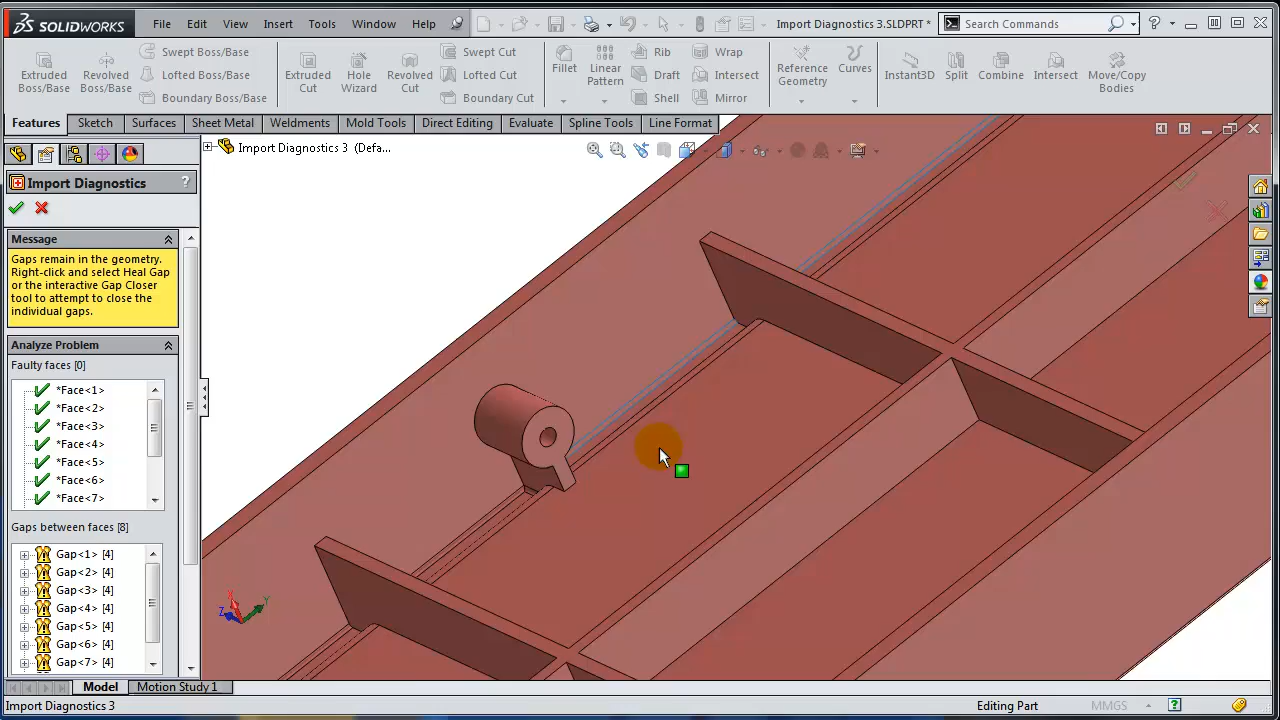 SOLIDWORKS File Edit View Insert Tools Window Help Import Diagnostics 3.SLDPRT * Search Commands
Extruded Boss/Base
Revolved Boss/Base
Swept Boss/Base
Lofted Boss/Base
Boundary Boss/Base
Extruded Cut
Hole Wizard
Revolved Cut
Swept Cut
Lofted Cut
Boundary Cut
Fillet
Linear Pattern
Rib
Draft
Shell
Wrap
Intersect
Mirror
Reference Geometry
Curves
Instant3D
Split
Combine
Intersect
Move/Copy Bodies
Features Sketch Surfaces Sheet Metal Weldments Mold Tools Direct Editing Evaluate Spline Tools Line Format
Import Diagnostics 3 (Defa...
Import Diagnostics ?
Message
Gaps remain in the geometry.
Right-click and select Heal Gap
or the interactive Gap Closer
tool to attempt to close the
individual gaps.
Analyze Problem
Faulty faces [0]
*Face<1>
*Face<2>
*Face<3>
*Face<4>
*Face<5>
*Face<6>
*Face<7>
Gaps between faces [8]
Gap<1> [4]
Gap<2> [4]
Gap<3> [4]
Gap<4> [4]
Gap<5> [4]
Gap<6> [4]
Gap<7> [4]
X
Y
Z
Model Motion Study 1
Import Diagnostics 3 Editing Part MMGS ?